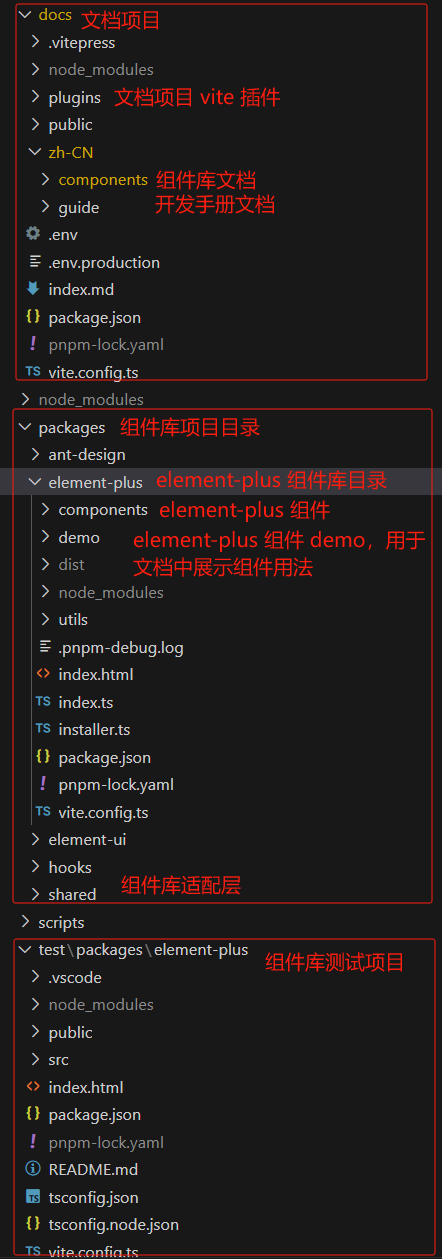 docs 文档项目
.vitepress
node_modules
plugins 文档项目 vite 插件
public
zh-CN
components 组件库文档
guide 开发手册文档
.env
.env.production
index.md
{} package.json
! pnpm-lock.yaml
TS vite.config.ts
node_modules
packages 组件库项目目录
ant-design
element-plus element-plus 组件库目录
components element-plus 组件
demo element-plus 组件 demo，用于
dist 文档中展示组件用法
node_modules
utils
.pnpm-debug.log
<> index.html
TS index.ts
TS installer.ts
{} package.json
! pnpm-lock.yaml
TS vite.config.ts
element-ui
hooks
shared 组件库适配层
scripts
test\packages\element-plus 组件库测试项目
.vscode
node_modules
public
src
<> index.html
{} package.json
! pnpm-lock.yaml
README.md
TS tsconfig.json
{} tsconfig.node.json
TS vite.config.ts